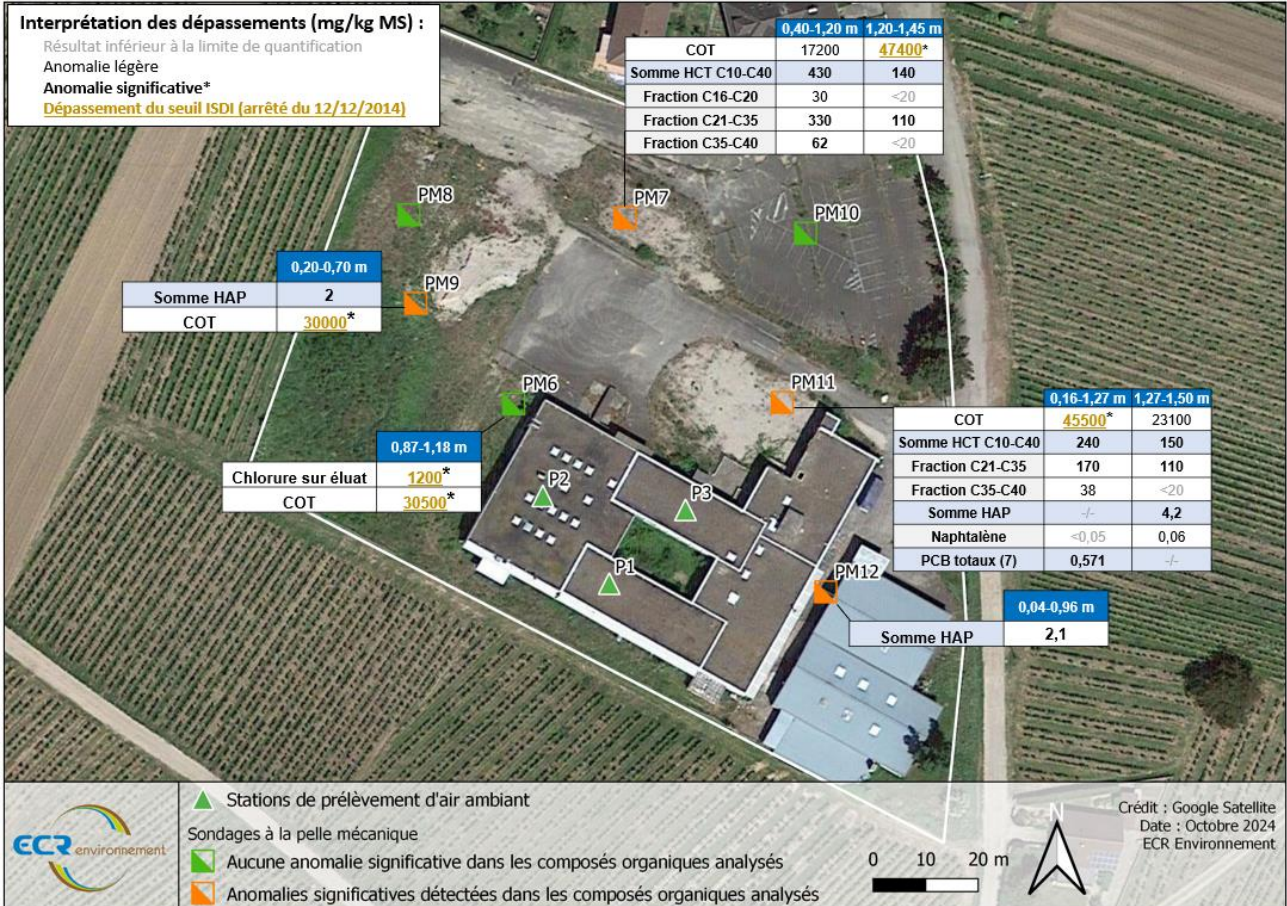 Interprétation des dépassements (mg/kg MS) :
Résultat inférieur à la limite de quantification
Anomalie légère
Anomalie significative*
Dépassement du seuil ISDI (arrêté du 12/12/2014)
0,40-1,20 m 1,20-1,45 m
COT 17200 47400*
Somme HCT C10-C40 430 140
Fraction C16-C20 30 <20
Fraction C21-C35 330 110
Fraction C35-C40 62 <20
PM8
PM7
PM10
0,20-0,70 m
Somme HAP 2
COT 30000*
PM9
PM6
PM11
0,87-1,18 m
Chlorure sur éluat 1200*
COT 30500*
0,16-1,27 m 1,27-1,50 m
COT 45500* 23100
Somme HCT C10-C40 240 150
Fraction C21-C35 170 110
Fraction C35-C40 38 <20
Somme HAP -/- 4,2
Naphtalène <0,05 0,06
PCB totaux (7) 0,571 -/-
P2
P3
P1
PM12
0,04-0,96 m
Somme HAP 2,1
ECR environnement
Stations de prélèvement d'air ambiant
Sondages à la pelle mécanique
Aucune anomalie significative dans les composés organiques analysés
Anomalies significatives détectées dans les composés organiques analysés
0 10 20 m
N
Crédit : Google Satellite
Date : Octobre 2024
ECR Environnement